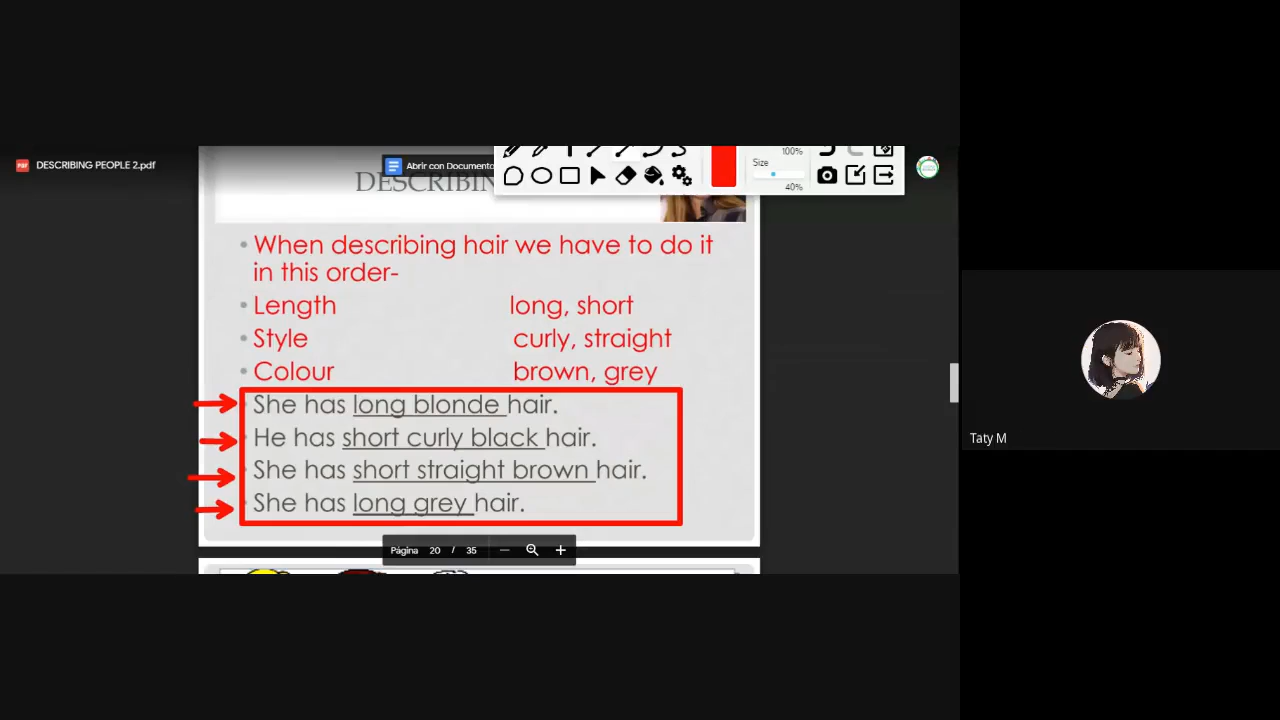 DESCRIBING PEOPLE 2.pdf
Abrir con Documento
100%
Size
40%
When describing hair we have to do it
in this order-
Length long, short
Style curly, straight
Colour brown, grey
She has long blonde hair.
He has short curly black hair.
She has short straight brown hair.
She has long grey hair.
Página 20 / 35
Taty M